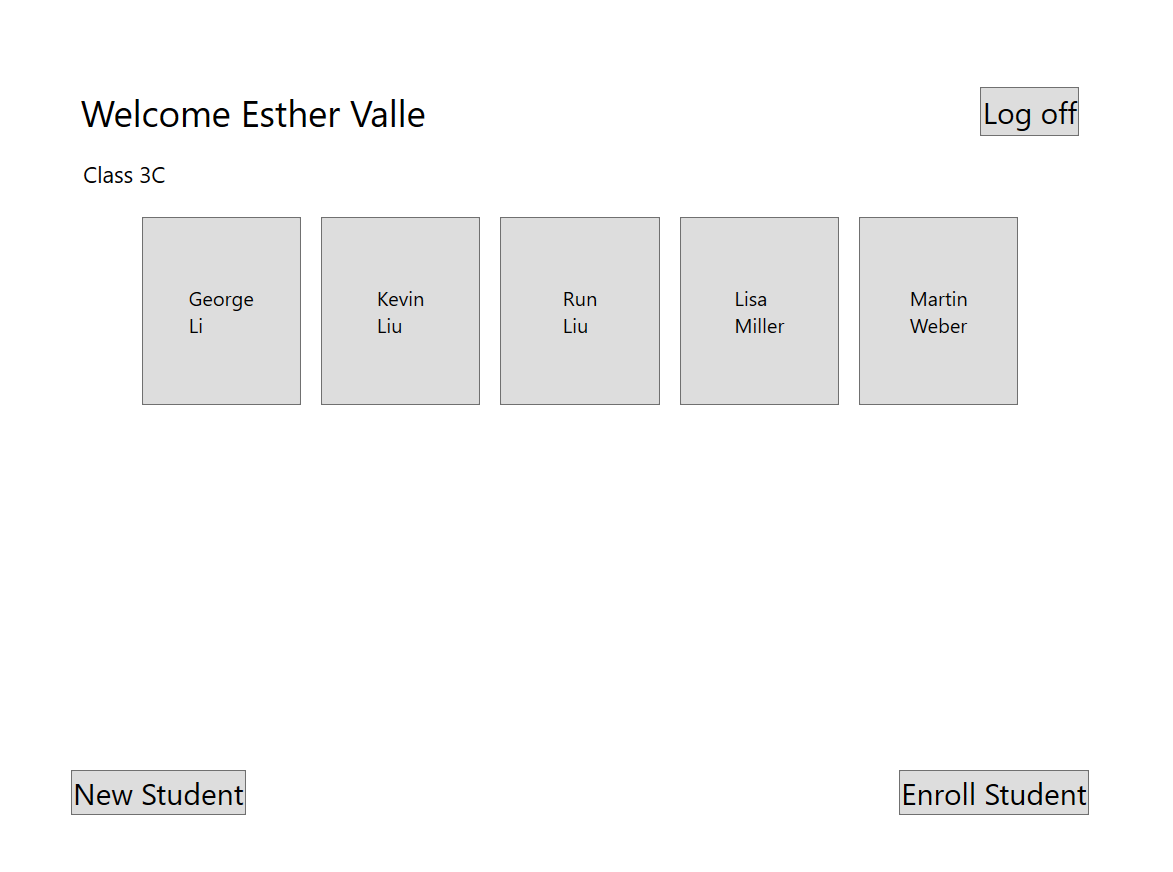 Welcome Esther Valle
Log off
Class 3C
George
Li
Kevin
Liu
Run
Liu
Lisa
Miller
Martin
Weber
New Student
Enroll Student